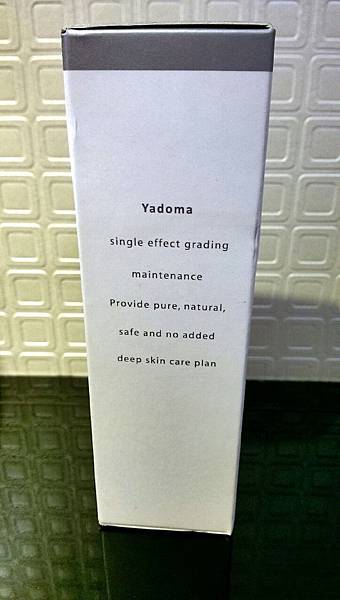 Yadoma
single effect grading
maintenance
Provide pure, natural,
safe and no added
deep skin care plan